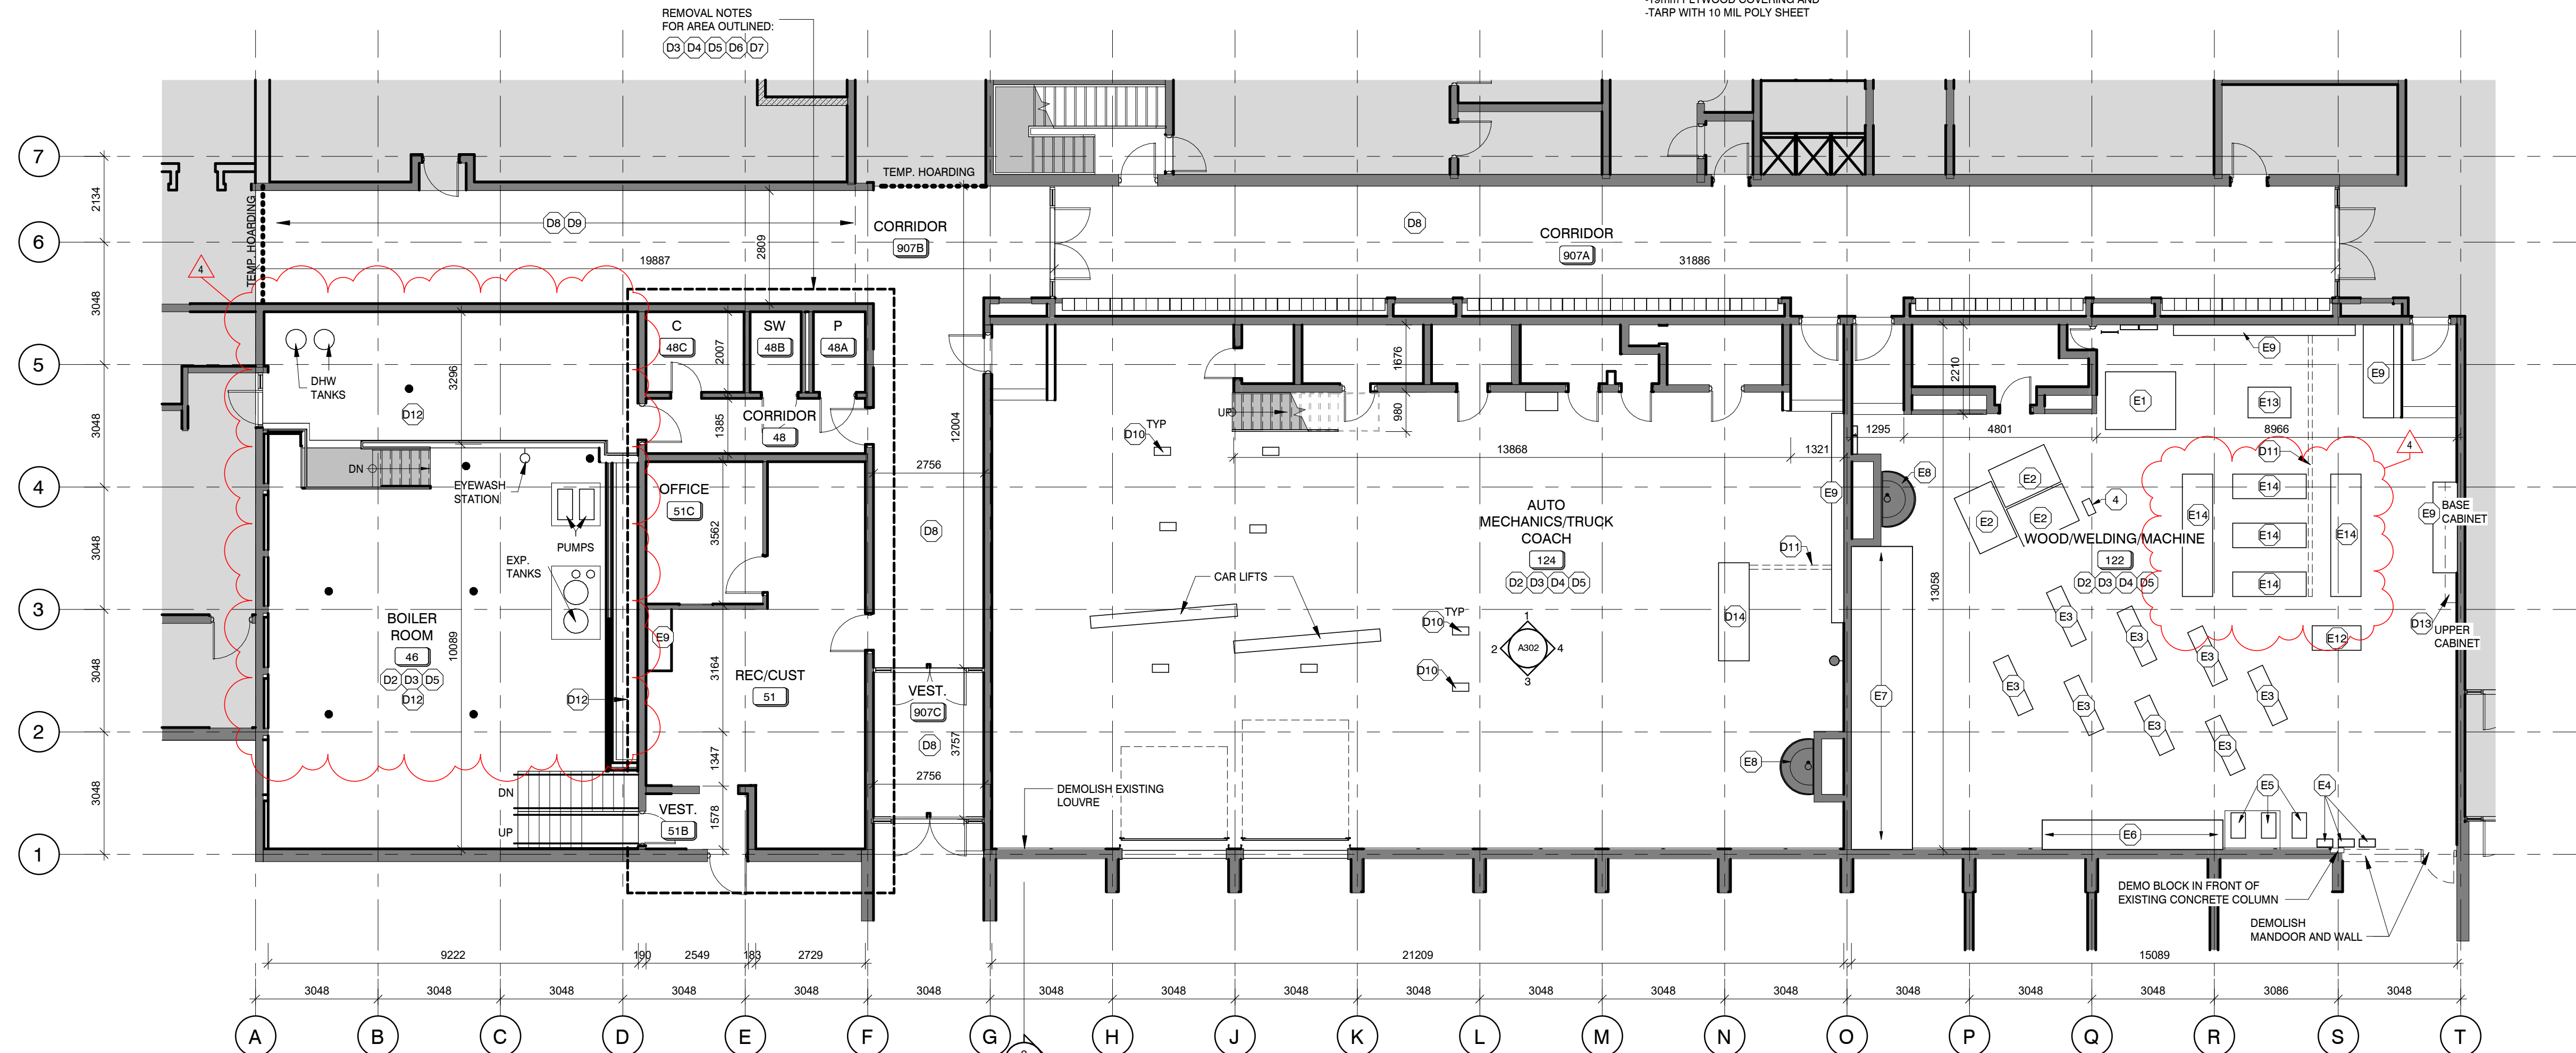 -19mm PLYWOOD COVERING AND
-TARP WITH 10 MIL POLY SHEET
REMOVAL NOTES
FOR AREA OUTLINED:
D3 D4 D5 D6 D7
7
6
5
4
3
2
1
2134
3048
3048
3048
3048
3048
TEMP. HOARDING
TEMP. HOARDING
D8 D9
CORRIDOR
907B
2809
19887
D8
CORRIDOR
907A
31886
4
DHW
TANKS
3296
D12
DN
EYEWASH
STATION
PUMPS
EXP.
TANKS
BOILER
ROOM
46
D2 D3 D5
D12
10089
D12
DN
UP
C
48C
SW
48B
P
48A
2007
1385
CORRIDOR
48
OFFICE
51C
3562
E9
3164
REC/CUST
51
1347
VEST.
51B
1578
12004
2756
D8
VEST.
907C
D8
3757
2756
UP
1676
980
D10 TYP
13868
1321
AUTO
MECHANICS/TRUCK
COACH
124
D2 D3 D4 D5
CAR LIFTS
D10 TYP
D10
1
2 A302 4
3
D11
D14
E9
E8
E8
DEMOLISH EXISTING
LOUVRE
E7
13058
1295
4801
8966
2210
E1
E9
E13
E9
D11
4
E2
E2
E2
4
E14
E14
E14
E14
E14
WOOD/WELDING/MACHINE
122
D2 D3 D4 D5
E9
BASE
CABINET
D13
UPPER
CABINET
E12
E3
E3
E3
E3
E3
E3
E3
E3
E5
E4
E6
DEMO BLOCK IN FRONT OF
EXISTING CONCRETE COLUMN
DEMOLISH
MANDOOR AND WALL
9222
190
2549
183
2729
21209
15089
3048 3048 3048 3048 3048 3048 3048 3048 3048 3048 3048 3048 3048 3048 3048 3048 3086 3048
A B C D E F G H J K L M N O P Q R S T